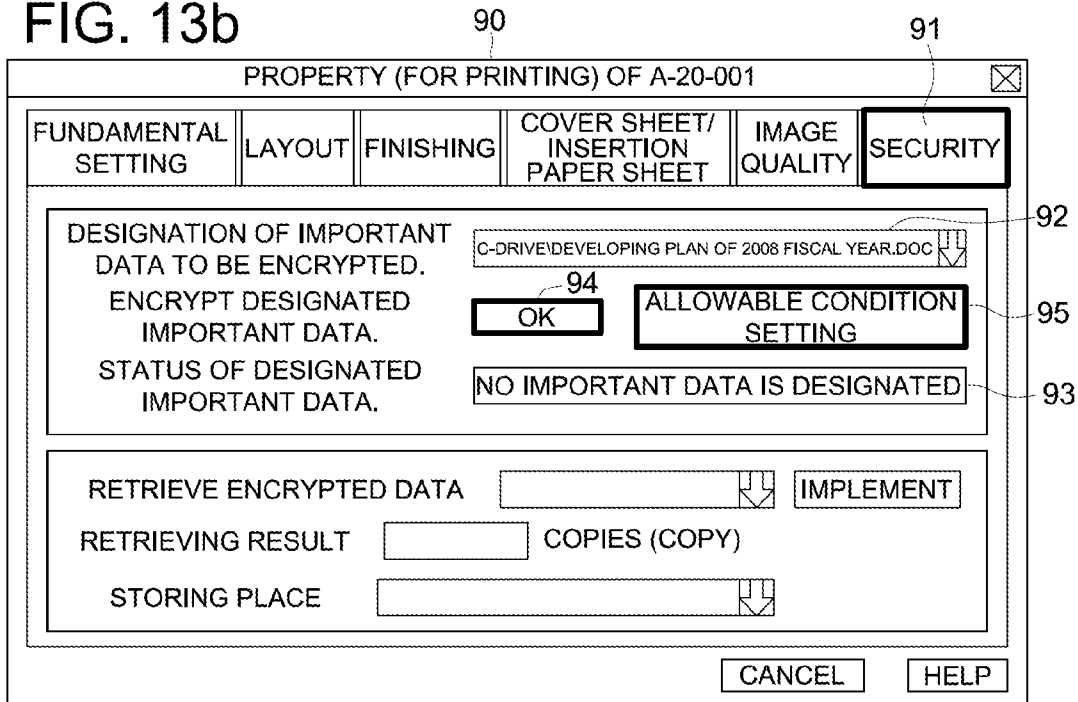 FIG. 13b
90
91
PROPERTY (FOR PRINTING) OF A-20-001
FUNDAMENTAL
SETTING
LAYOUT
FINISHING
COVER SHEET/
INSERTION
PAPER SHEET
IMAGE
QUALITY
SECURITY
92
DESIGNATION OF IMPORTANT
DATA TO BE ENCRYPTED.
C-DRIVE\DEVELOPING PLAN OF 2008 FISCAL YEAR.DOC
94
ENCRYPT DESIGNATED
IMPORTANT DATA.
OK
ALLOWABLE CONDITION
SETTING
95
STATUS OF DESIGNATED
IMPORTANT DATA.
NO IMPORTANT DATA IS DESIGNATED
93
RETRIEVE ENCRYPTED DATA
IMPLEMENT
RETRIEVING RESULT
COPIES (COPY)
STORING PLACE
CANCEL
HELP